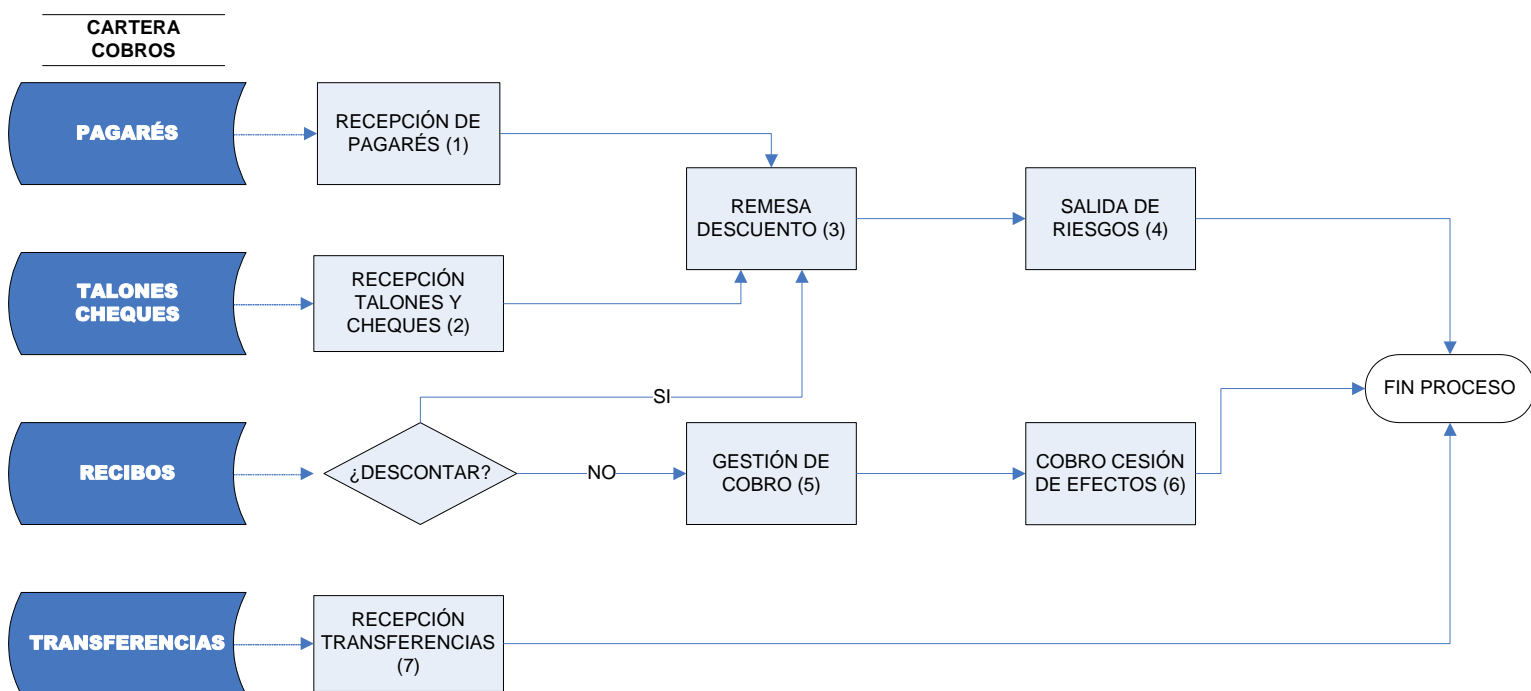 CARTERA
COBROS
PAGARÉS
RECEPCIÓN DE
PAGARÉS (1)
REMESA
DESCUENTO (3)
SALIDA DE
RIESGOS (4)
TALONES
CHEQUES
RECEPCIÓN
TALONES Y
CHEQUES (2)
FIN PROCESO
SI
RECIBOS
¿DESCONTAR?
NO
GESTIÓN DE
COBRO (5)
COBRO CESIÓN
DE EFECTOS (6)
TRANSFERENCIAS
RECEPCIÓN
TRANSFERENCIAS
(7)